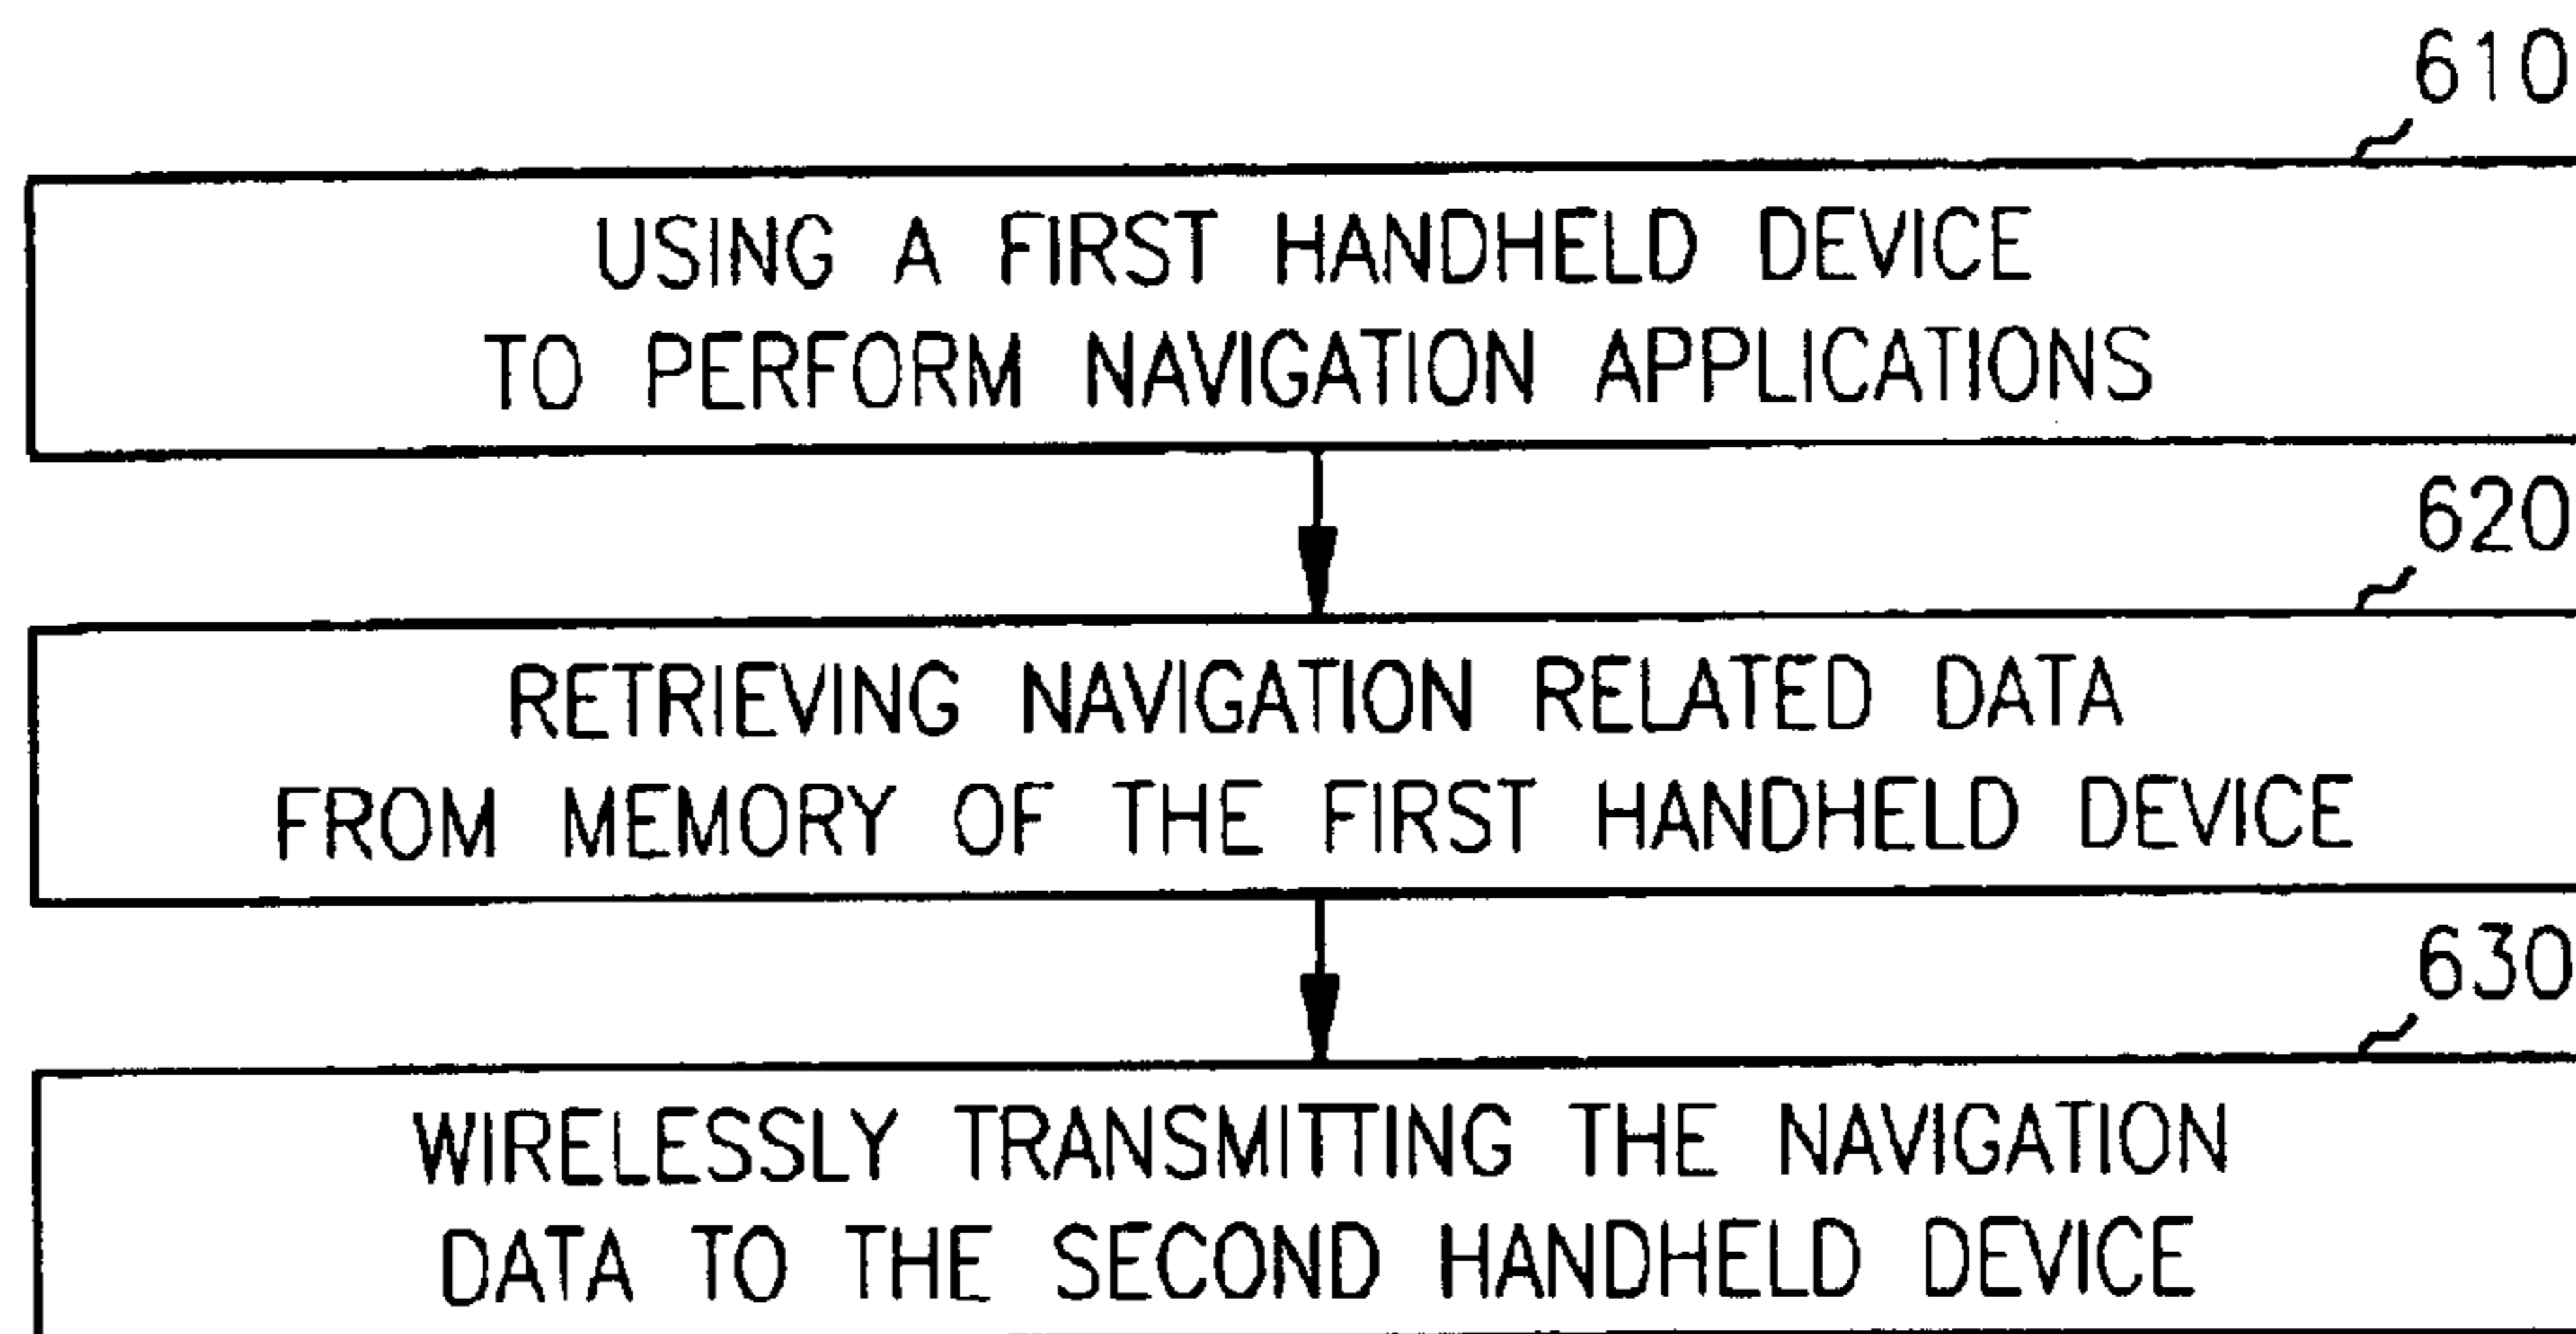 610
USING A FIRST HANDHELD DEVICE
TO PERFORM NAVIGATION APPLICATIONS
620
RETRIEVING NAVIGATION RELATED DATA
FROM MEMORY OF THE FIRST HANDHELD DEVICE
630
WIRELESSLY TRANSMITTING THE NAVIGATION
DATA TO THE SECOND HANDHELD DEVICE